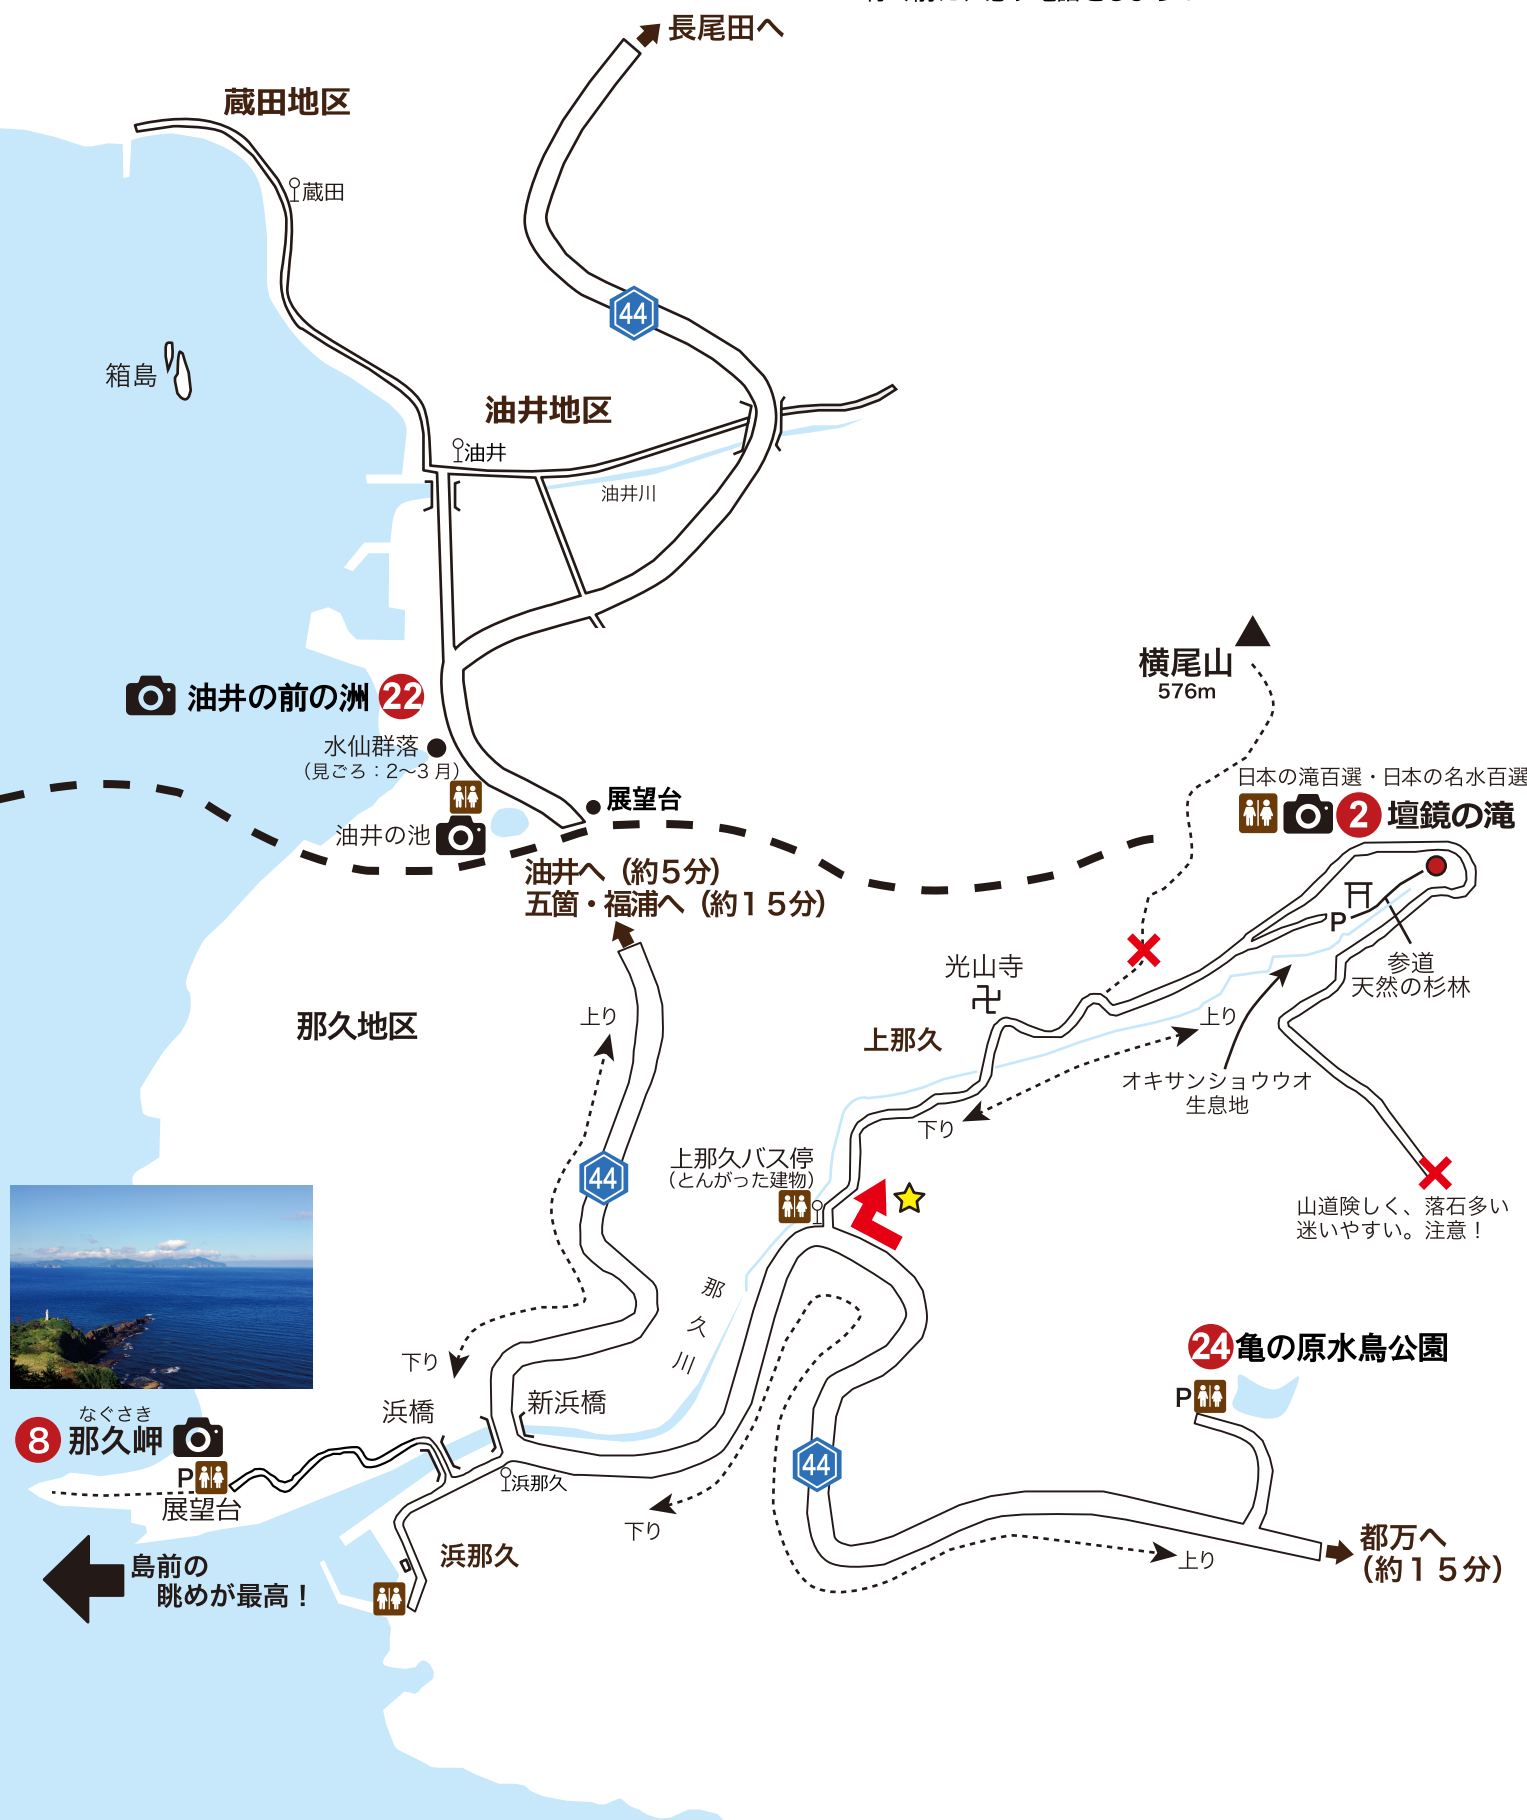 長尾田へ
蔵田地区
蔵田
44
箱島
油井地区
油井
油井川
横尾山
576m
油井の前の洲 22
水仙群落
(見ごろ：2〜3月)
展望台
日本の滝百選・日本の名水百選
2 壇鏡の滝
油井の池
油井へ（約５分）
五箇・福浦へ（約１５分）
P
参道
天然の杉林
光山寺
那久地区
上り
上り
上那久
オキサンショウウオ
生息地
下り
上那久バス停
(とんがった建物)
44
山道険しく、落石多い
迷いやすい。注意！
那久川
24 亀の原水鳥公園
下り
P
なぐさき
8 那久岬
浜橋
新浜橋
44
P
展望台
浜那久
下り
島前の
眺めが最高！
浜那久
上り
都万へ
（約１５分）